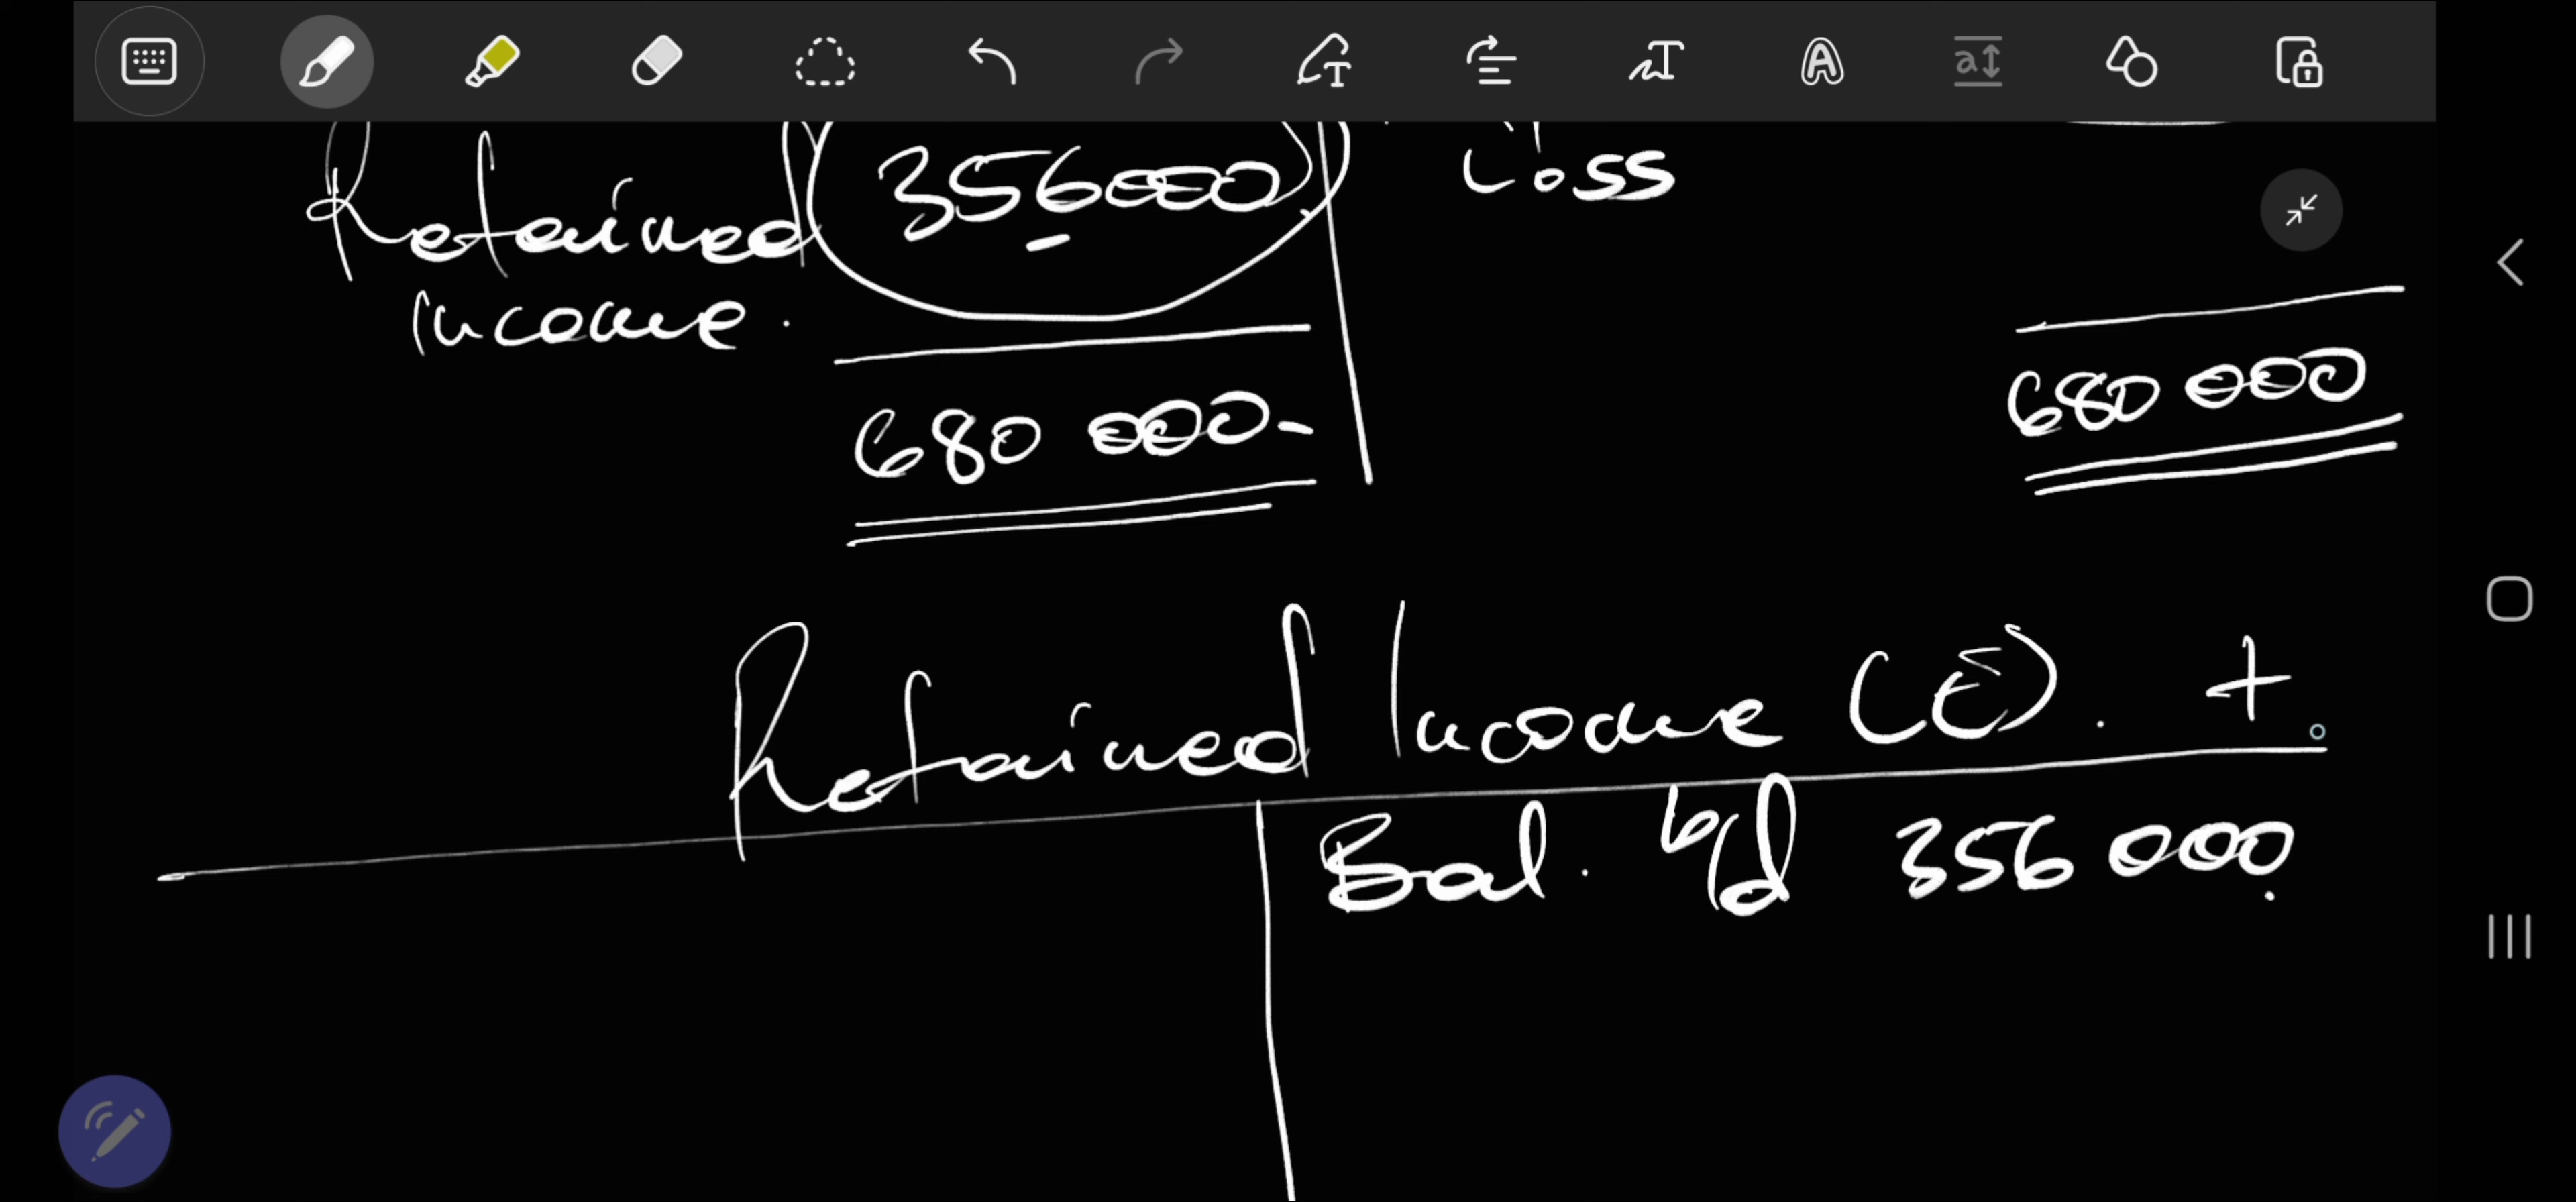 Loss
Retained 356000
income.
680 000
680 000-
Retained Income (E). +
Bal. b/d 356 000.